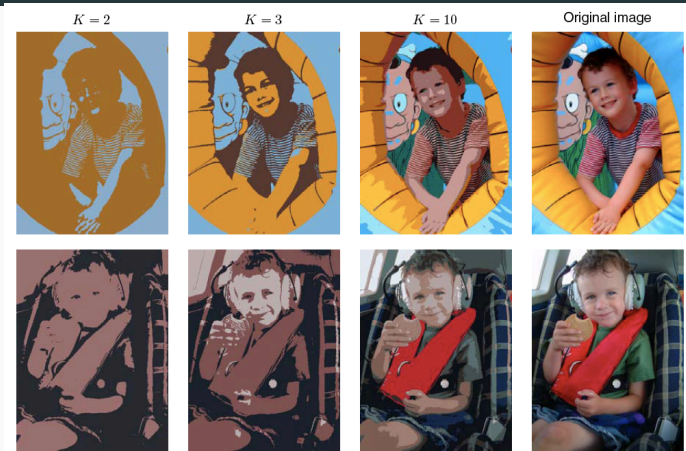 K = 2
K = 3
K = 10
Original image